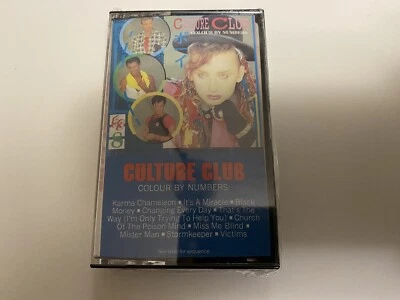 CULTURE CLUB
COLOUR BY NUMBERS
CULTURE CLUB
COLOUR BY NUMBERS
Karma Chameleon ▪ It's A Miracle ▪ Black
Money ▪ Changing Every Day ▪ That's The
Way (I'm Only Trying To Help You) ▪ Church
Of The Poison Mind ▪ Miss Me Blind ▪
Mister Man ▪ Stormkeeper ▪ Victims